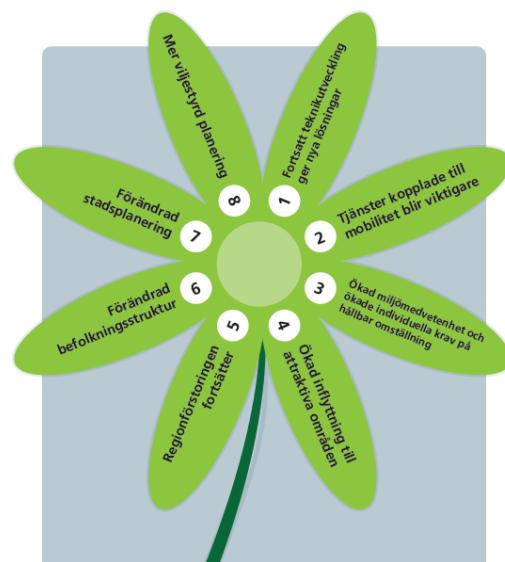 1
Fortsatt teknikutveckling
ger nya lösningar
2
Tjänster kopplade till
mobilitet blir viktigare
3
Ökad miljömedvetenhet och
ökade individuella krav på
hållbar omställning
4
Ökad inflyttning till
attraktiva områden
5
Regionförstoringen
fortsätter
6
Förändrad
befolkningsstruktur
7
Förändrad
stadsplanering
8
Mer viljestyrd planering